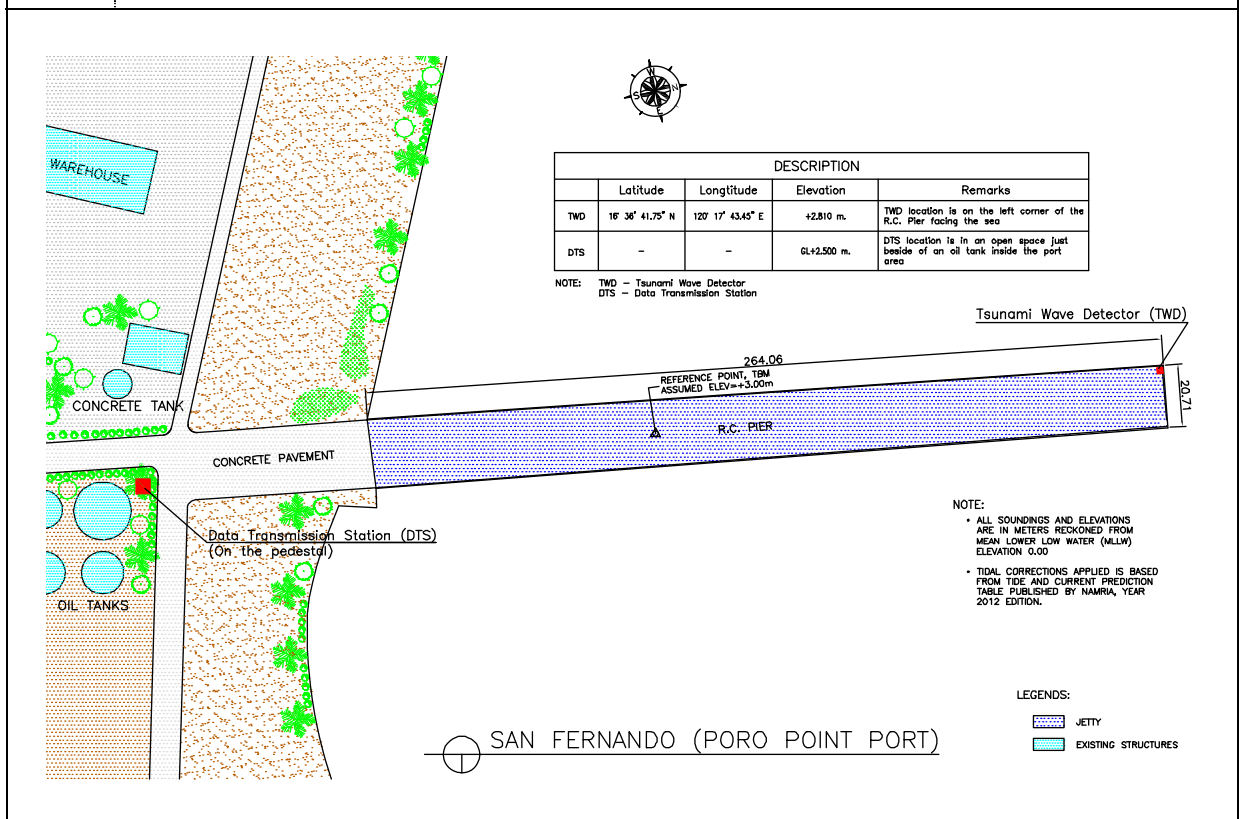 W
S
N
E
WAREHOUSE
DESCRIPTION
Latitude Longtitude Elevation Remarks
TWD 16° 36' 41.75" N 120° 17' 43.45" E +2.810 m. TWD location is on the left corner of the
R.C. Pier facing the sea
DTS – – GL+2.500 m. DTS location is in an open space just
beside of an oil tank inside the port
area
NOTE: TWD – Tsunami Wave Detector
DTS – Data Transmission Station
Tsunami Wave Detector (TWD)
264.06
REFERENCE POINT, TBM
ASSUMED ELEV=+3.00m
20.71
CONCRETE TANK
R.C. PIER
CONCRETE PAVEMENT
Data Transmission Station (DTS)
(On the pedestal)
OIL TANKS
NOTE:
• ALL SOUNDINGS AND ELEVATIONS
ARE IN METERS RECKONED FROM
MEAN LOWER LOW WATER (MLLW)
ELEVATION 0.00
• TIDAL CORRECTIONS APPLIED IS BASED
FROM TIDE AND CURRENT PREDICTION
TABLE PUBLISHED BY NAMRIA, YEAR
2012 EDITION.
LEGENDS:
JETTY
EXISTING STRUCTURES
SAN FERNANDO (PORO POINT PORT)